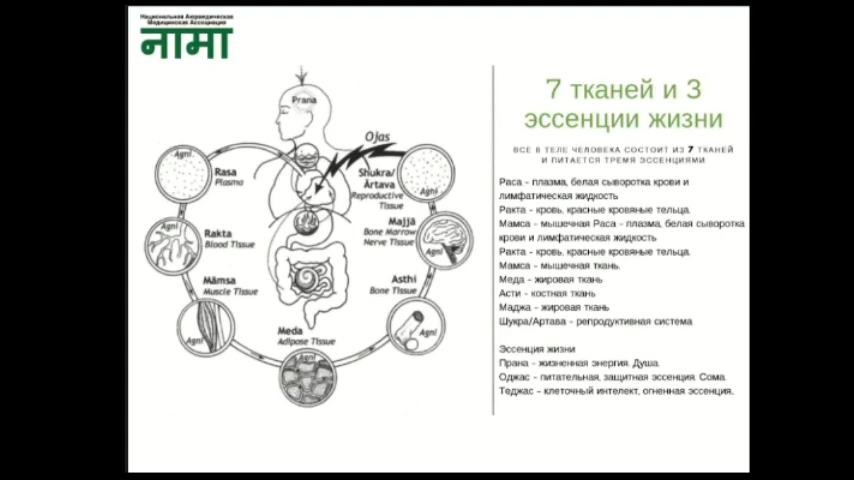 Национальная Аюрведическая
Медицинская Ассоциация
नामा
7 тканей и 3
эссенции жизни
ВСЕ В ТЕЛЕ ЧЕЛОВЕКА СОСТОИТ ИЗ 7 ТКАНЕЙ
И ПИТАЕТСЯ ТРЕМЯ ЭССЕНЦИЯМИ
Раса - плазма, белая сыворотка крови и
лимфатическая жидкость
Ракта - кровь, красные кровяные тельца.
Мамса - мышечная Раса - плазма, белая сыворотка
крови и лимфатическая жидкость
Ракта - кровь, красные кровяные тельца.
Мамса - мышечная ткань.
Меда - жировая ткань
Асти - костная ткань
Маджа - жировая ткань
Шукра/Артава - репродуктивная система
Эссенция жизни
Прана - жизненная энергия. Душа.
Оджас - питательная, защитная эссенция. Сома.
Теджас - клеточный интелект, огненная эссенция.
Prana
Ojas
Agni
Rasa
Plasma
Agni
Rakta
Blood Tissue
Māmsa
Muscle Tissue
Agni
Meda
Adipose Tissue
Agni
Asthi
Bone Tissue
Agni
Majjā
Bone Marrow
Nerve Tissue
Agni
Shukra/
Ārtava
Reproductive
Tissue
Agni